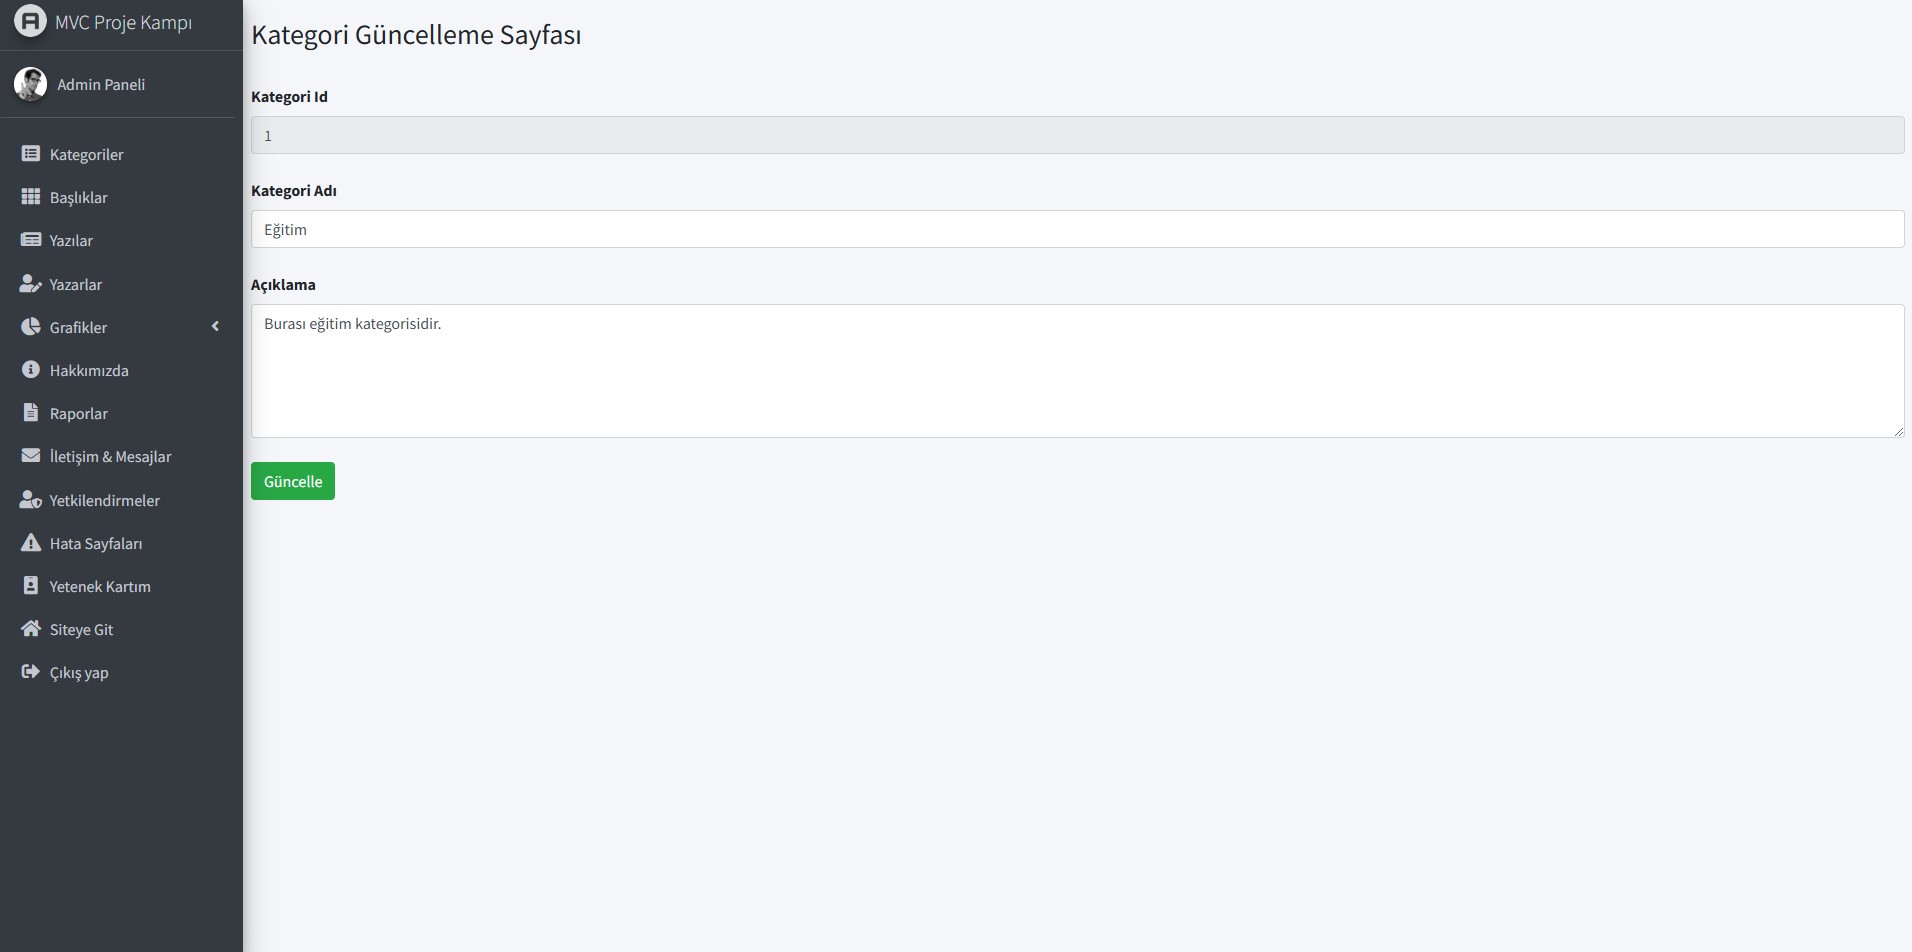 MVC Proje Kampı
Admin Paneli
Kategoriler
Başlıklar
Yazılar
Yazarlar
Grafikler
Hakkımızda
Raporlar
İletişim & Mesajlar
Yetkilendirmeler
Hata Sayfaları
Yetenek Kartım
Siteye Git
Çıkış yap
Kategori Güncelleme Sayfası
Kategori Id
1
Kategori Adı
Eğitim
Açıklama
Burası eğitim kategorisidir.
Güncelle